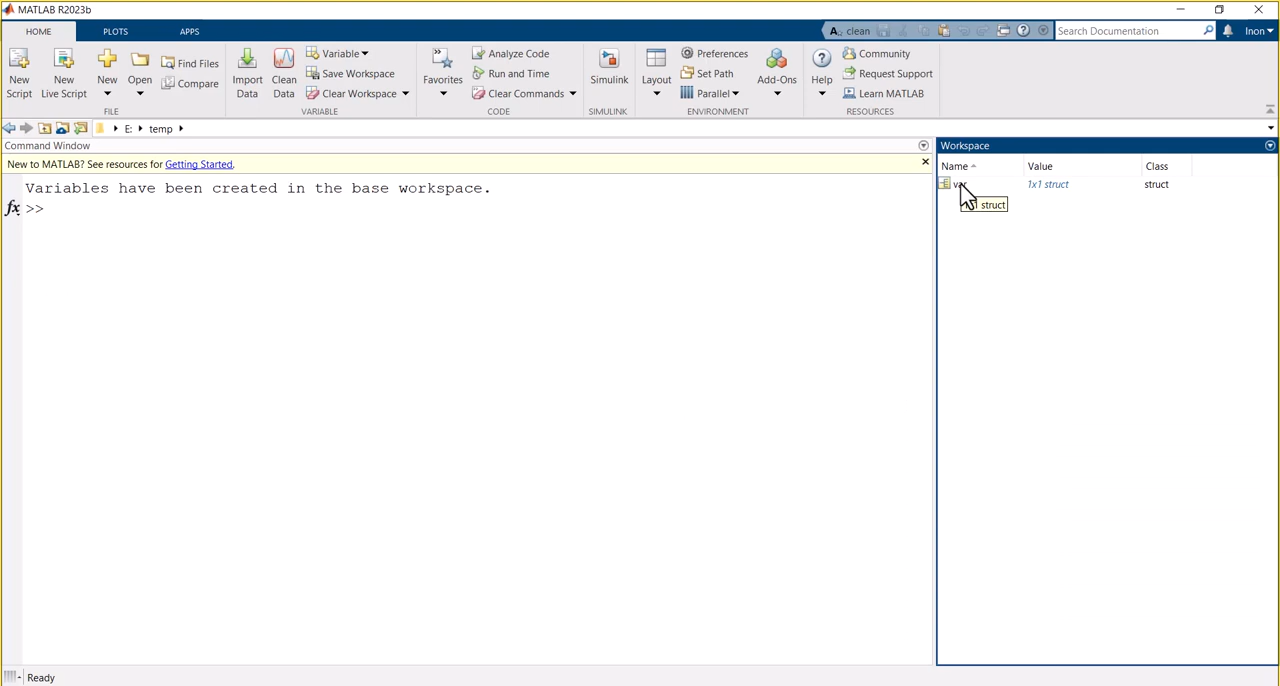 MATLAB R2023b
HOME PLOTS APPS
clean
Search Documentation
Inon
New Script
New Live Script
New
Open
Find Files
Compare
FILE
Import Data
Clean Data
Variable
Save Workspace
Clear Workspace
VARIABLE
Favorites
Analyze Code
Run and Time
Clear Commands
CODE
Simulink
SIMULINK
Layout
Preferences
Set Path
Parallel
Add-Ons
ENVIRONMENT
Help
Community
Request Support
Learn MATLAB
RESOURCES
E: temp
Command Window
New to MATLAB? See resources for Getting Started.
Variables have been created in the base workspace.
fx >>
Workspace
Name Value Class
1x1 struct struct
struct
Ready